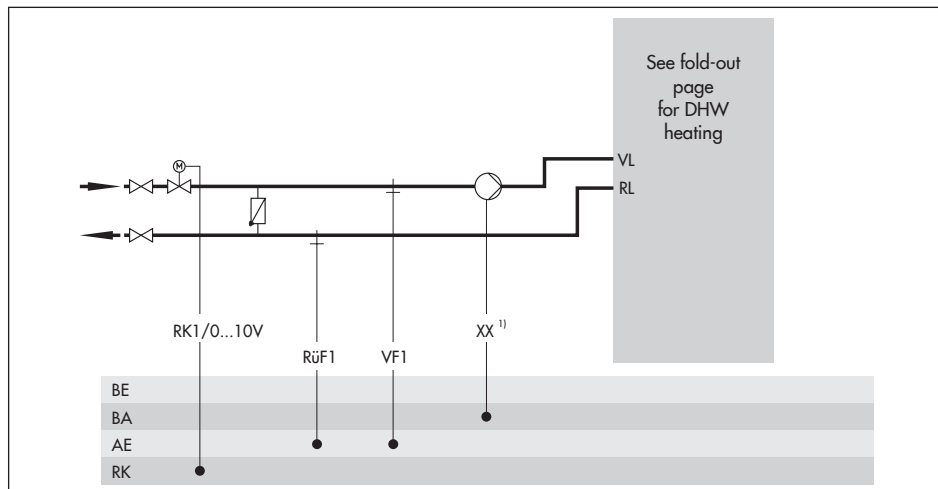 See fold-out
page
for DHW
heating
VL
RL
M
RK1/0...10V
RüF1
VF1
XX 1)
BE
BA
AE
RK